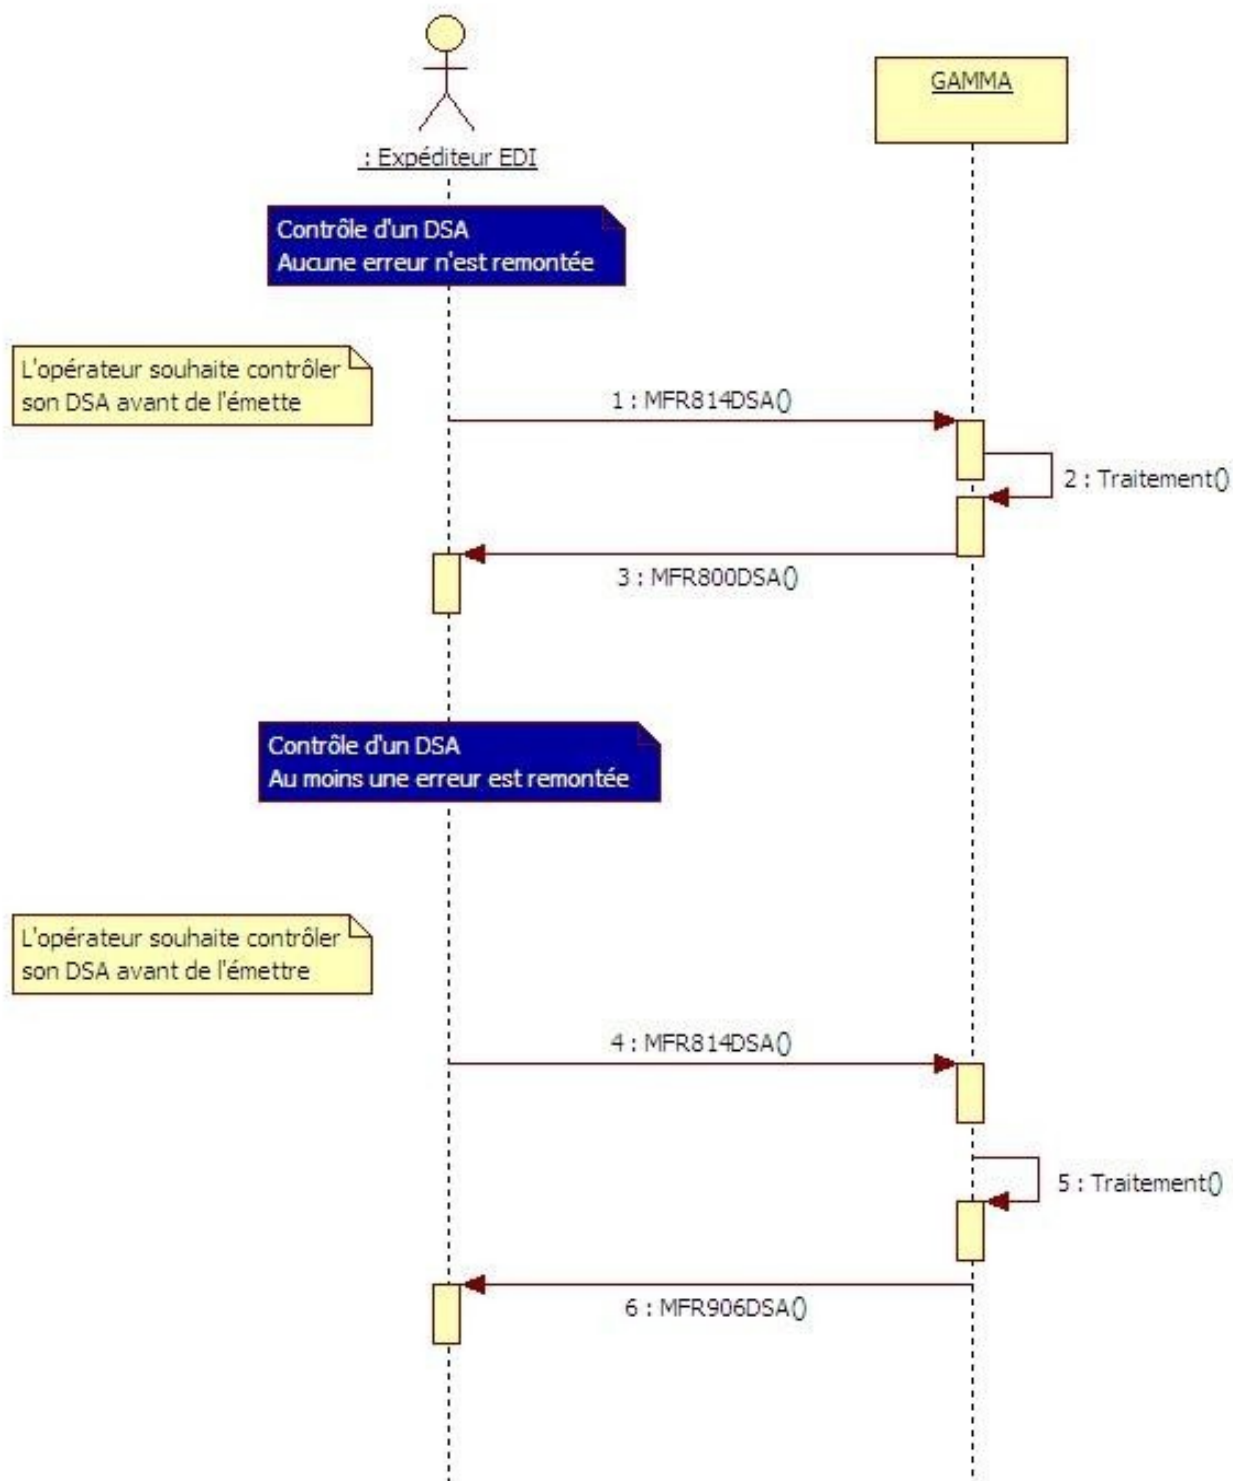 GAMMA
: Expéditeur EDI
Contrôle d'un DSA
Aucune erreur n'est remontée
L'opérateur souhaite contrôler
son DSA avant de l'émette
1 : MFR814DSA()
2 : Traitement()
3 : MFR800DSA()
Contrôle d'un DSA
Au moins une erreur est remontée
L'opérateur souhaite contrôler
son DSA avant de l'émettre
4 : MFR814DSA()
5 : Traitement()
6 : MFR906DSA()